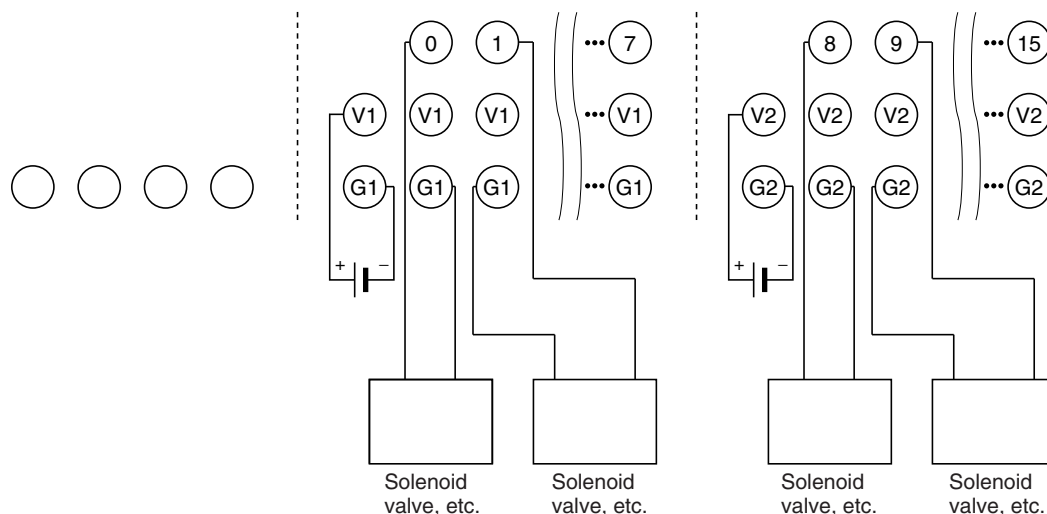 0 1 ••• 7 8 9 ••• 15
V1 V1 V1 ••• V1 V2 V2 V2 ••• V2
G1 G1 G1 ••• G1 G2 G2 G2 ••• G2
+ − + −
Solenoid Solenoid Solenoid Solenoid
valve, etc. valve, etc. valve, etc. valve, etc.